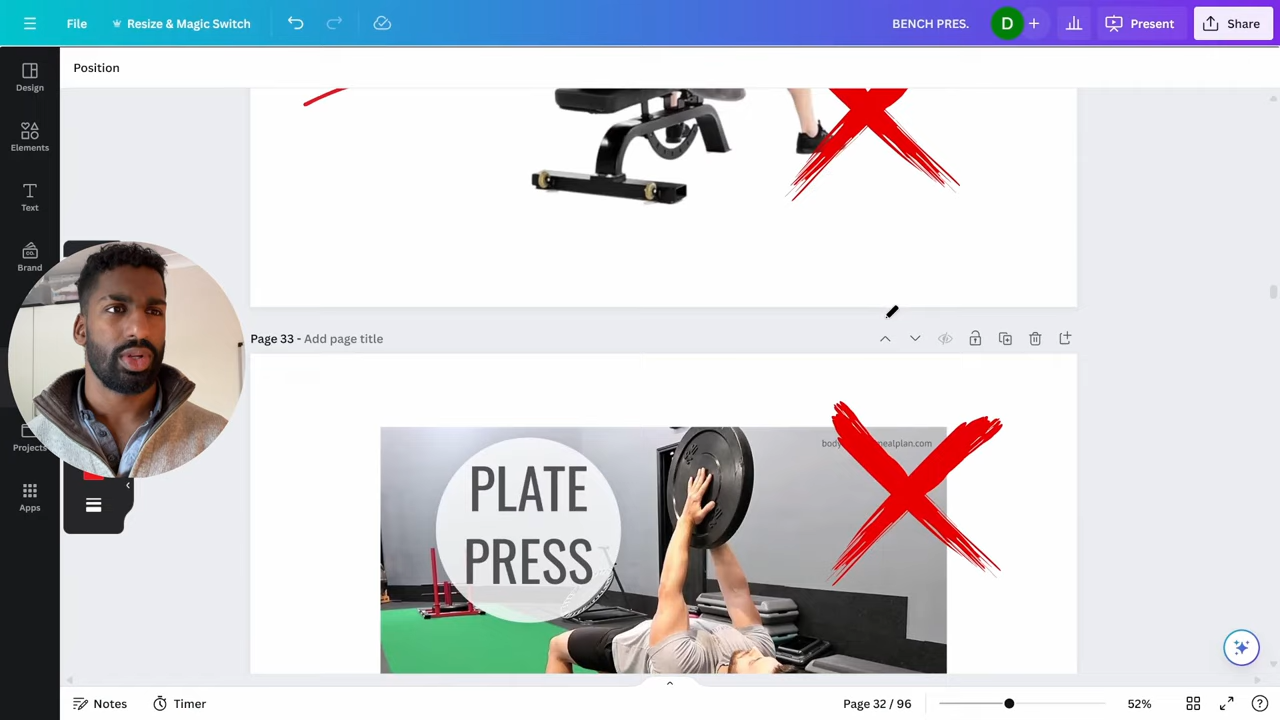 File
Resize & Magic Switch
BENCH PRES.
D
Present
Share
Position
Design
Elements
Text
Brand
Projects
Apps
Page 33 - Add page title
PLATE
PRESS
Notes
Timer
Page 32 / 96
52%